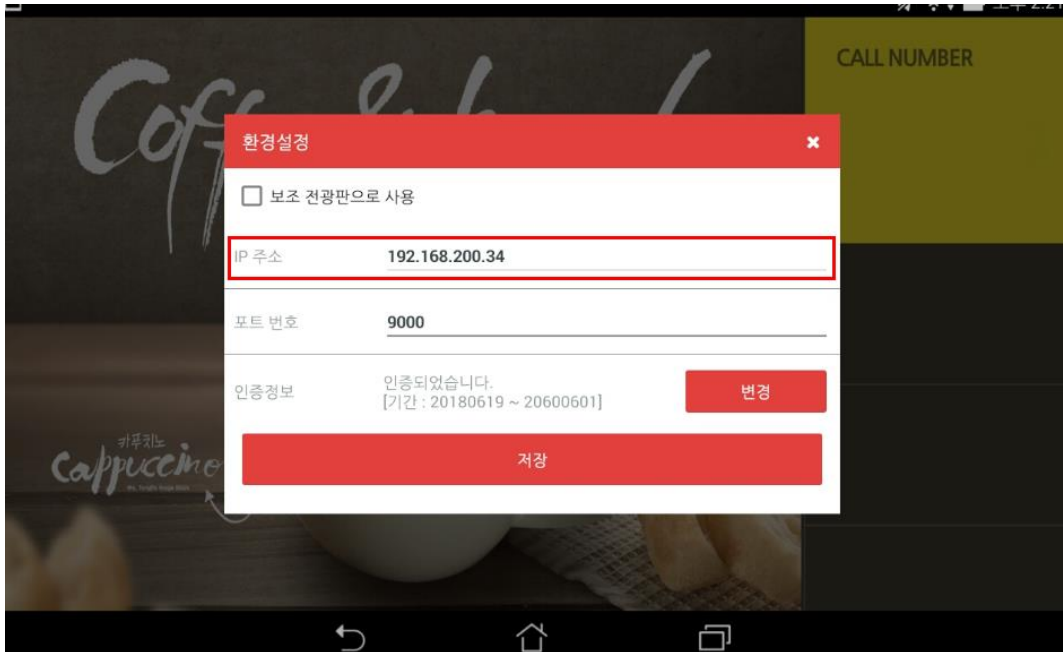 CALL NUMBER
환경설정
보조 전광판으로 사용
IP 주소 192.168.200.34
포트 번호 9000
인증정보
인증되었습니다.
[기간 : 20180619 ~ 20600601]
변경
저장
카푸치노
Cappuccino